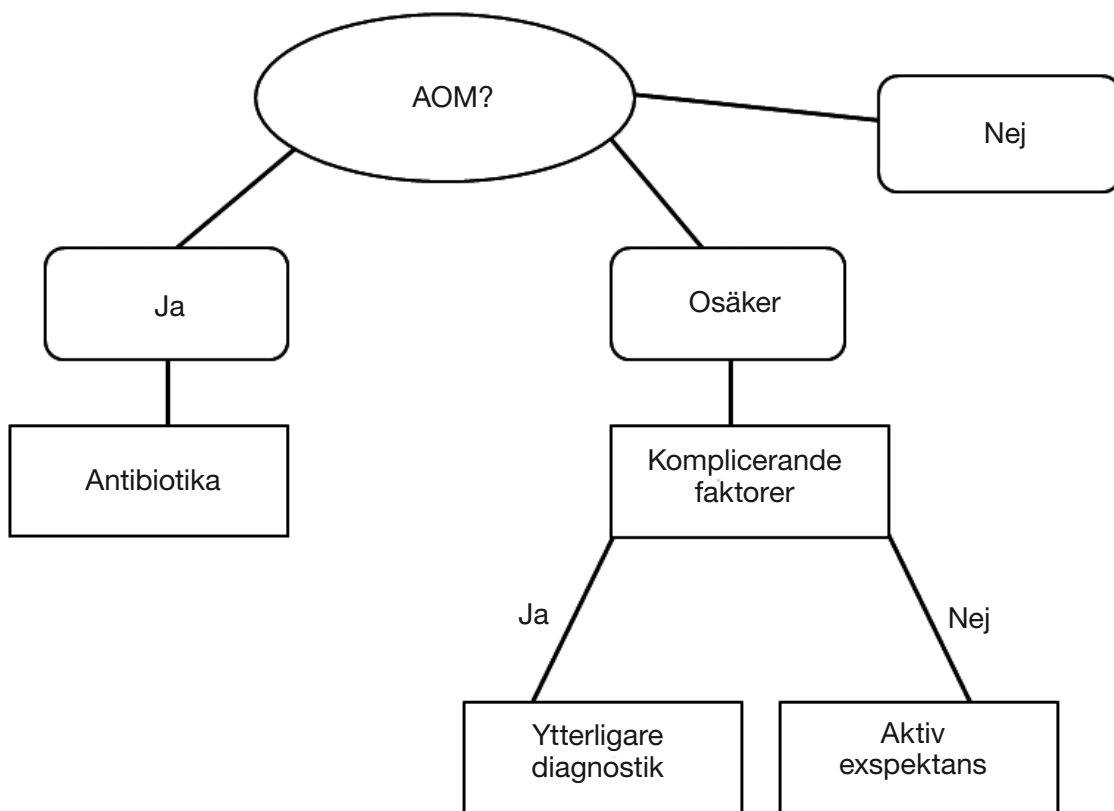 AOM?
Nej
Ja
Osäker
Antibiotika
Komplicerande
faktorer
Ja
Nej
Ytterligare
diagnostik
Aktiv
exspektans